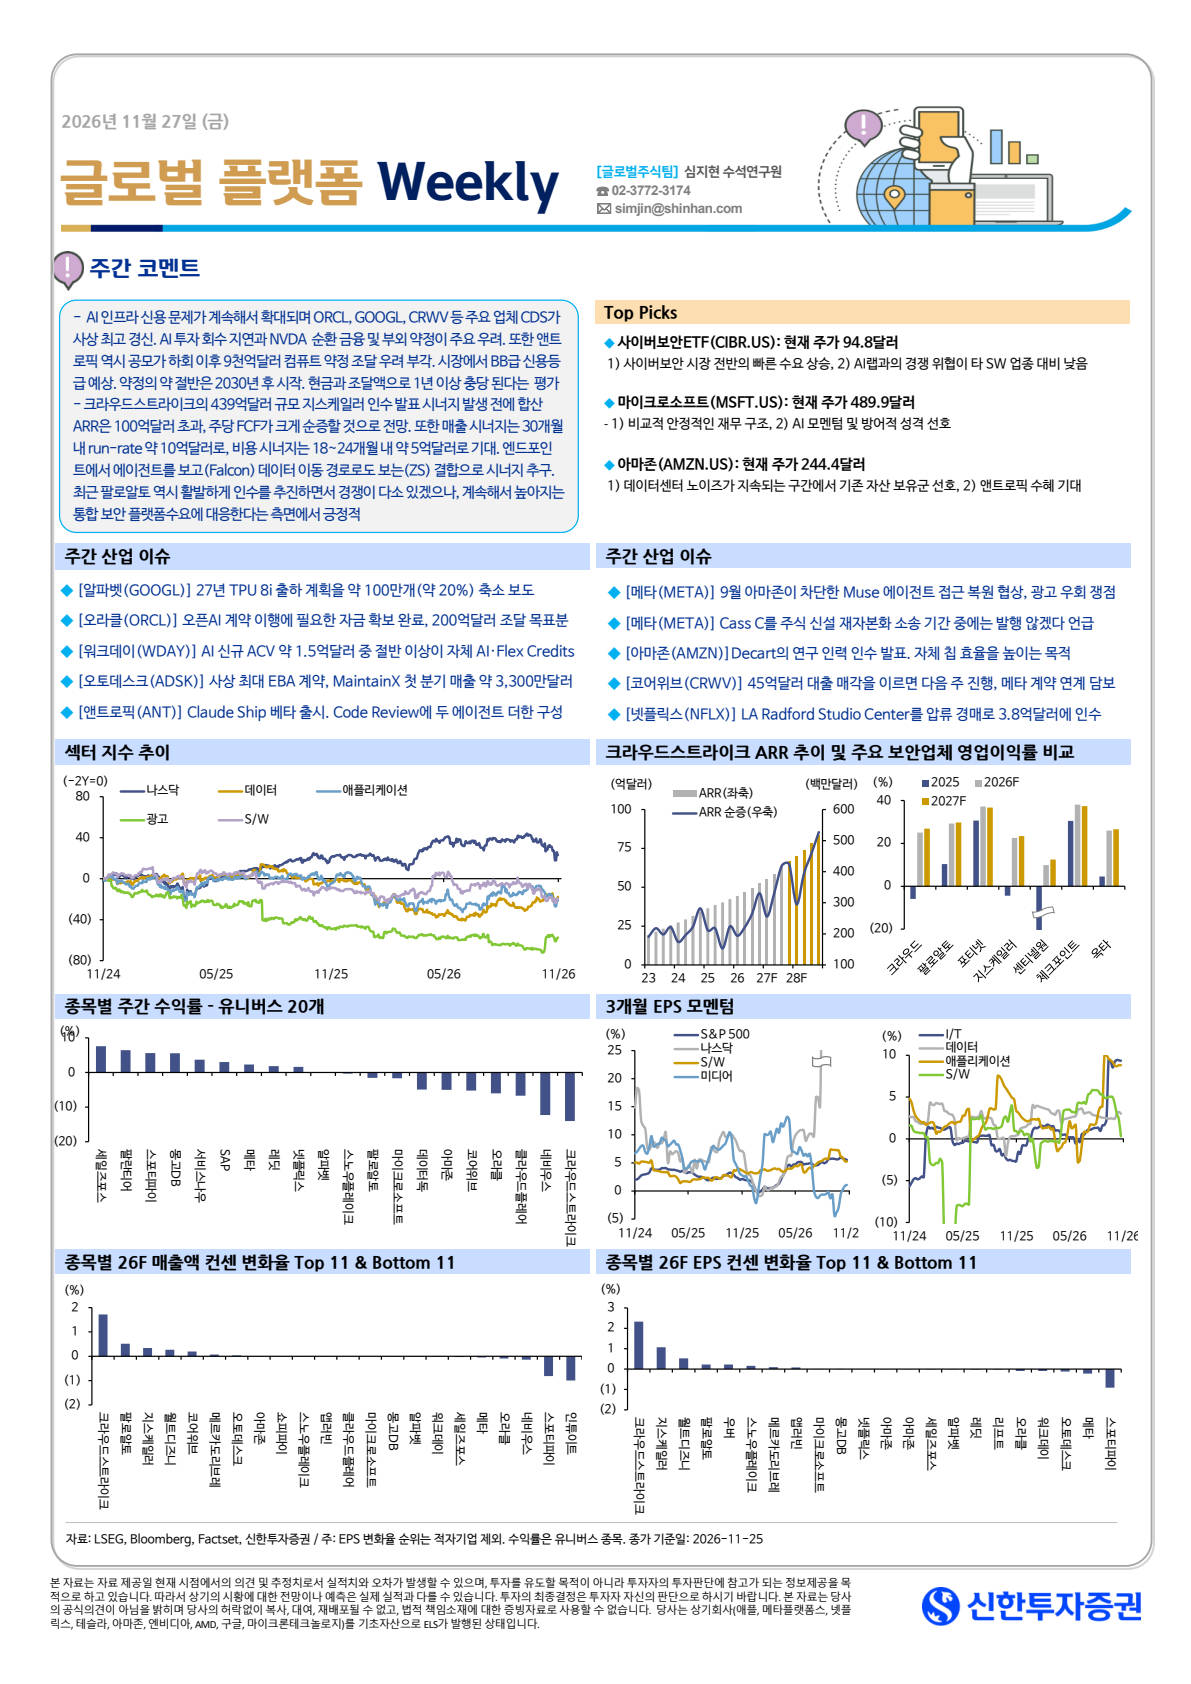 2026년 11월 27일 (금)
글로벌 플랫폼 Weekly
[글로벌주식팀] 심지현 수석연구원
☎ 02-3772-3174
✉ simjin@shinhan.com
주간 코멘트
- AI 인프라 신용 문제가 계속해서 확대되며 ORCL, GOOGL, CRWV 등 주요 업체 CDS가
사상 최고 경신. AI 투자 회수 지연과 NVDA 순환 금융 및 부외 약정이 주요 우려. 또한 앤트
로픽 역시 공모가 하회 이후 9천억달러 컴퓨트 약정 조달 우려 부각. 시장에서 BB급 신용등
급 예상. 약정의 약 절반은 2030년 후 시작. 현금과 조달액으로 1년 이상 충당 된다는 평가
- 크라우드스트라이크의 439억달러 규모 지스케일러 인수 발표 시너지 발생 전에 합산
ARR은 100억달러 초과, 주당 FCF가 크게 순증할 것으로 전망. 또한 매출 시너지는 30개월
내 run-rate 약 10억달러로, 비용 시너지는 18~24개월 내 약 5억달러로 기대. 엔드포인
트에서 에이전트를 보고(Falcon) 데이터 이동 경로로도 보는(ZS) 결합으로 시너지 추구.
최근 팔로알토 역시 활발하게 인수를 추진하면서 경쟁이 다소 있겠으나, 계속해서 높아지는
통합 보안 플랫폼수요에 대응한다는 측면에서 긍정적
Top Picks
◆ 사이버보안ETF(CIBR.US): 현재 주가 94.8달러
1) 사이버보안 시장 전반의 빠른 수요 상승, 2) AI랩과의 경쟁 위협이 타 SW 업종 대비 낮음
◆ 마이크로소프트(MSFT.US): 현재 주가 489.9달러
- 1) 비교적 안정적인 재무 구조, 2) AI 모멘텀 및 방어적 성격 선호
◆ 아마존(AMZN.US): 현재 주가 244.4달러
1) 데이터센터 노이즈가 지속되는 구간에서 기존 자산 보유군 선호, 2) 앤트로픽 수혜 기대
주간 산업 이슈
◆ [알파벳(GOOGL)] 27년 TPU 8i 출하 계획을 약 100만개(약 20%) 축소 보도
◆ [오라클(ORCL)] 오픈AI 계약 이행에 필요한 자금 확보 완료, 200억달러 조달 목표분
◆ [워크데이(WDAY)] AI 신규 ACV 약 1.5억달러 중 절반 이상이 자체 AI·Flex Credits
◆ [오토데스크(ADSK)] 사상 최대 EBA 계약, MaintainX 첫 분기 매출 약 3,300만달러
◆ [앤트로픽(ANT)] Claude Ship 베타 출시. Code Review에 두 에이전트 더한 구성
주간 산업 이슈
◆ [메타(META)] 9월 아마존이 차단한 Muse 에이전트 접근 복원 협상, 광고 우회 쟁점
◆ [메타(META)] Cass C를 주식 신설 재자본화 소송 기간 중에는 발행 않겠다 언급
◆ [아마존(AMZN)]Decart의 연구 인력 인수 발표. 자체 칩 효율을 높이는 목적
◆ [코어위브(CRWV)] 45억달러 대출 매각을 이르면 다음 주 진행, 메타 계약 연계 담보
◆ [넷플릭스(NFLX)] LA Radford Studio Center를 압류 경매로 3.8억달러에 인수
섹터 지수 추이
(-2Y=0)
나스닥
데이터
애플리케이션
광고
S/W
80
40
0
(40)
(80)
11/24 05/25 11/25 05/26 11/26
크라우드스트라이크 ARR 추이 및 주요 보안업체 영업이익률 비교
(억달러)
(백만달러)
ARR(좌축)
ARR 순증(우축)
100
75
50
25
0
600
500
400
300
200
100
23 24 25 26 27F 28F
(%)
2025
2026F
2027F
40
20
0
(20)
크라우드
팔로알토
포티넷
지스케일러
센티넬원
체크포인트
옥타
종목별 주간 수익률 - 유니버스 20개
(%)
10
0
(10)
(20)
세일즈포스
팔란티어
스포티파이
몽고DB
서비스나우
SAP
메타
레딧
넷플릭스
알파벳
스노우플레이크
팔로알토
마이크로소프트
데이터독
아마존
코어위브
오라클
클라우드플레어
네비우스
크라우드스트라이크
3개월 EPS 모멘텀
(%)
S&P 500
나스닥
S/W
미디어
25
20
15
10
5
0
(5)
11/24 05/25 11/25 05/26 11/2
(%)
I/T
데이터
애플리케이션
S/W
10
5
0
(5)
(10)
11/24 05/25 11/25 05/26 11/26
종목별 26F 매출액 컨센 변화율 Top 11 & Bottom 11
(%)
2
1
0
(1)
(2)
크라우드스트라이크
팔로알토
지스케일러
월트디즈니
코어위브
메르카도리브레
오토데스크
아마존
쇼피파이
스노우플레이크
앱러빈
클라우드플레어
마이크로소프트
몽고DB
알파벳
워크데이
세일즈포스
메타
오라클
네비우스
스포티파이
인튜이트
종목별 26F EPS 컨센 변화율 Top 11 & Bottom 11
(%)
3
2
1
0
(1)
(2)
크라우드스트라이크
지스케일러
월트디즈니
팔로알토
우버
스노우플레이크
메르카도리브레
앱러빈
마이크로소프트
몽고DB
넷플릭스
아마존
아마존
세일즈포스
알파벳
레딧
리프트
오라클
워크데이
오토데스크
메타
스포티파이
자료: LSEG, Bloomberg, Factset, 신한투자증권 / 주: EPS 변화율 순위는 적자기업 제외. 수익률은 유니버스 종목. 종가 기준일: 2026-11-25
본 자료는 자료 제공일 현재 시점에서의 의견 및 추정치로서 실적치와 오차가 발생할 수 있으며, 투자를 유도할 목적이 아니라 투자자의 투자판단에 참고가 되는 정보제공을 목
적으로 하고 있습니다. 따라서 상기의 시황에 대한 전망이나 예측은 실제 실적과 다를 수 있습니다. 투자의 최종결정은 투자자 자신의 판단으로 하시기 바랍니다. 본 자료는 당사
의 공식의견이 아님을 밝히며 당사의 허락없이 복사, 대여, 재배포될 수 없고, 법적 책임소재에 대한 증빙자료로 사용할 수 없습니다. 당사는 상기회사(애플, 메타플랫폼스, 넷플
릭스, 테슬라, 아마존, 엔비디아, AMD, 구글, 마이크론테크놀로지)를 기초자산으로 ELS가 발행된 상태입니다.
신한투자증권